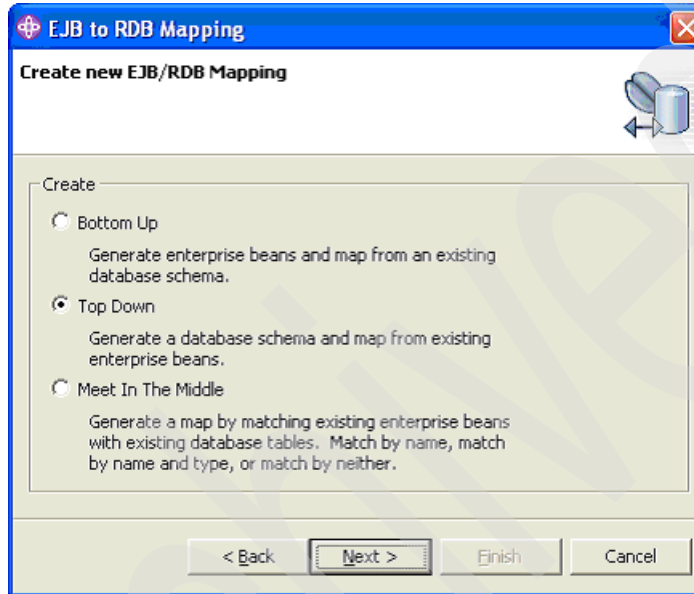 EJB to RDB Mapping
Create new EJB/RDB Mapping
Create
Bottom Up
Generate enterprise beans and map from an existing
database schema.
Top Down
Generate a database schema and map from existing
enterprise beans.
Meet In The Middle
Generate a map by matching existing enterprise beans
with existing database tables.  Match by name, match
by name and type, or match by neither.
< Back
Next >
Finish
Cancel